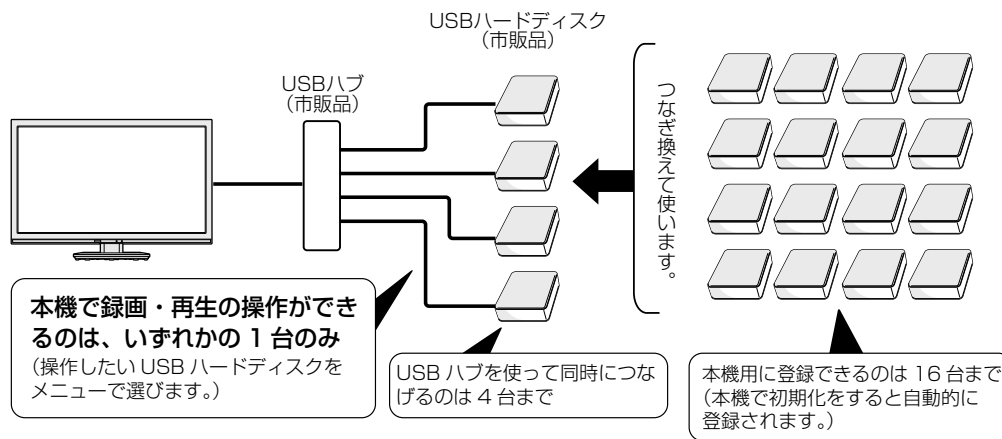 USBハードディスク
（市販品）
USBハブ
（市販品）
つなぎ換えて使います。
本機で録画・再生の操作ができ
るのは、いずれかの 1 台のみ
（操作したい USB ハードディスクを
メニューで選びます。）
USB ハブを使って同時につな
げるのは 4 台まで
本機用に登録できるのは 16 台まで
（本機で初期化をすると自動的に
登録されます。）